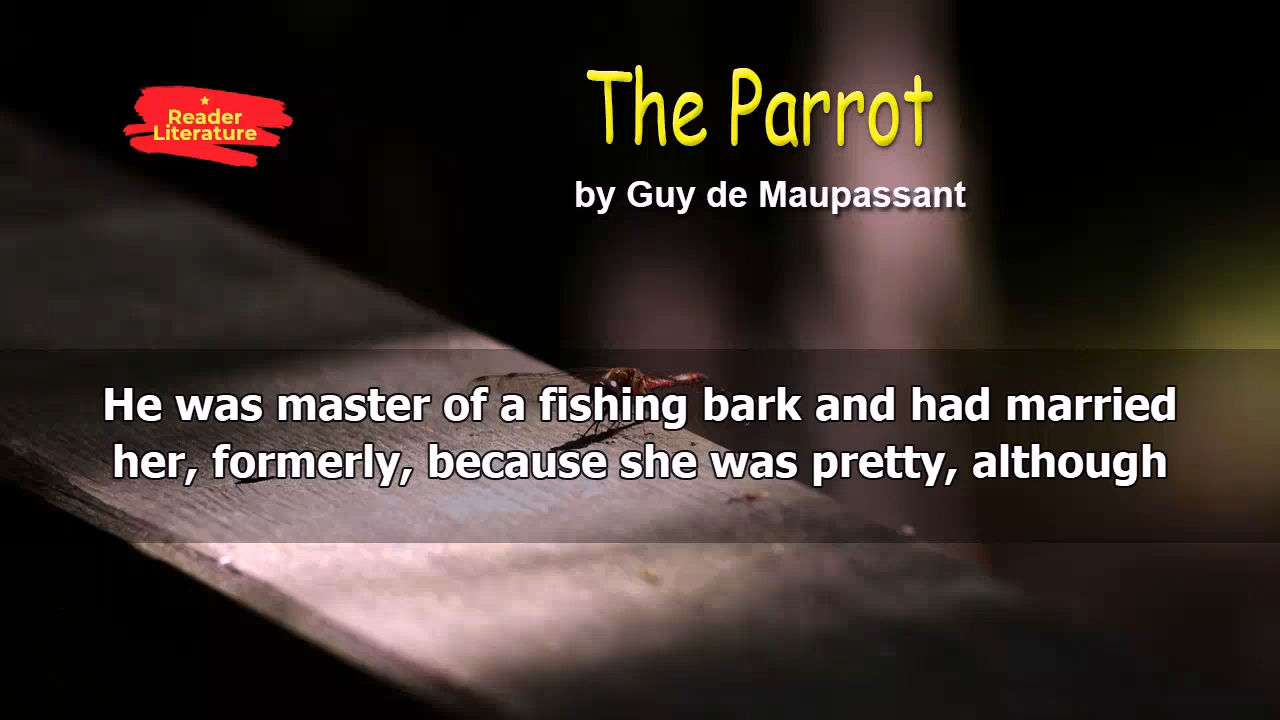 Reader
Literature
The Parrot
by Guy de Maupassant
He was master of a fishing bark and had married
her, formerly, because she was pretty, although